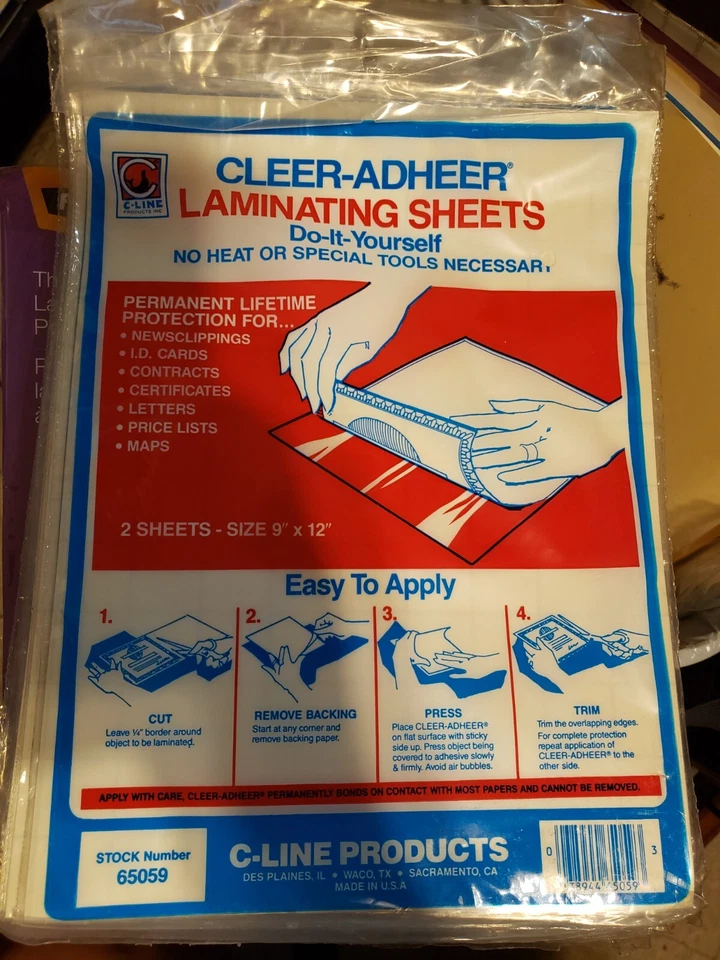 C-LINE
PRODUCTS INC
CLEER-ADHEER®
LAMINATING SHEETS
Do-It-Yourself
NO HEAT OR SPECIAL TOOLS NECESSARY
PERMANENT LIFETIME
PROTECTION FOR...
• NEWSCLIPPINGS
• I.D. CARDS
• CONTRACTS
• CERTIFICATES
• LETTERS
• PRICE LISTS
• MAPS
2 SHEETS - SIZE 9" x 12"
Easy To Apply
1.
CUT
Leave ¼" border around
object to be laminated.
2.
REMOVE BACKING
Start at any corner and
remove backing paper.
3.
PRESS
Place CLEER-ADHEER®
on flat surface with sticky
side up. Press object being
covered to adhesive slowly
& firmly. Avoid air bubbles.
4.
TRIM
Trim the overlapping edges.
For complete protection
repeat application of
CLEER-ADHEER® to the
other side.
APPLY WITH CARE, CLEER-ADHEER® PERMANENTLY BONDS ON CONTACT WITH MOST PAPERS AND CANNOT BE REMOVED.
STOCK Number
65059
C-LINE PRODUCTS
DES PLAINES, IL • WACO, TX • SACRAMENTO, CA
MADE IN U.S.A
0 38944 65059 3